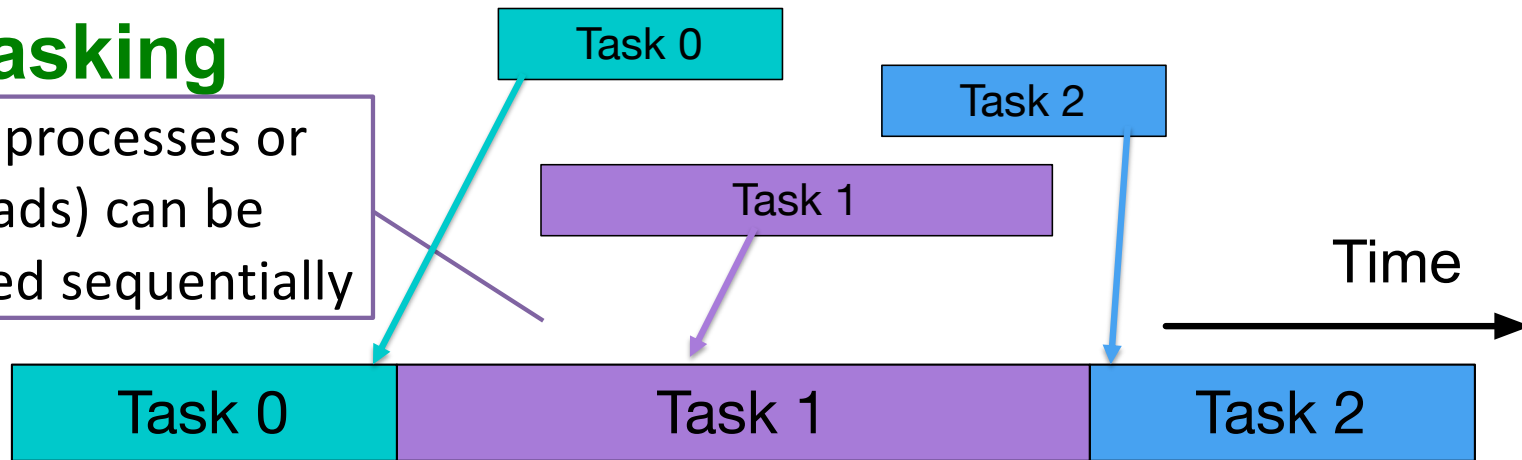 asking
processes or
ads) can be
ed sequentially
Task 0
Task 2
Task 1
Time
Task 0
Task 1
Task 2